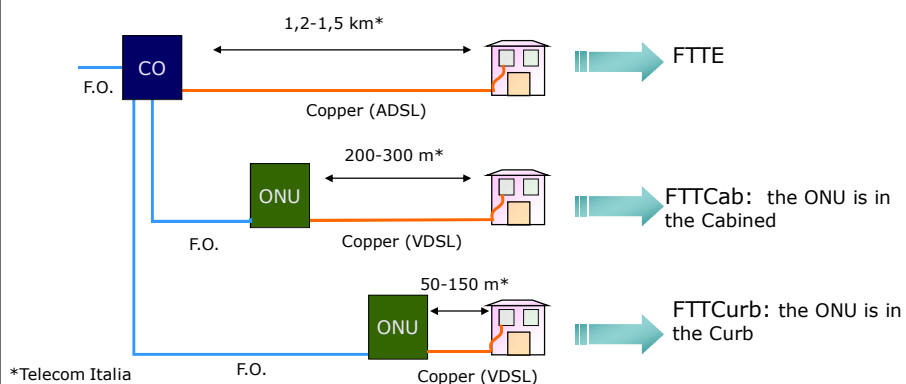 1,2-1,5 km*
CO
FTTE
F.O.
Copper (ADSL)
200-300 m*
ONU
FTTCab: the ONU is in
the Cabined
F.O.
Copper (VDSL)
50-150 m*
ONU
FTTCurb: the ONU is in
the Curb
F.O.
Copper (VDSL)
*Telecom Italia